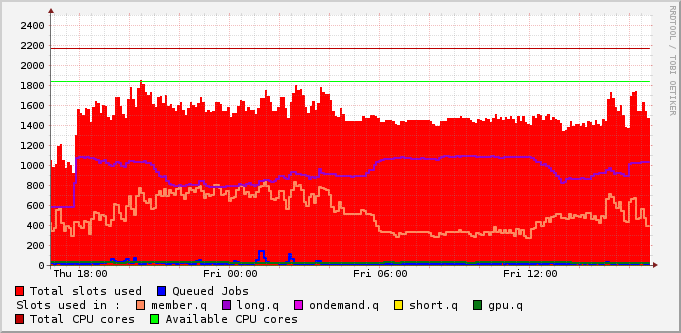 2400
2200
2000
1800
1600
1400
1200
1000
800
600
400
200
0
Thu 18:00 Fri 00:00 Fri 06:00 Fri 12:00
RRDTOOL / TOBI OETIKER
Total slots used Queued Jobs
Slots used in : member.q long.q ondemand.q short.q gpu.q
Total CPU cores Available CPU cores